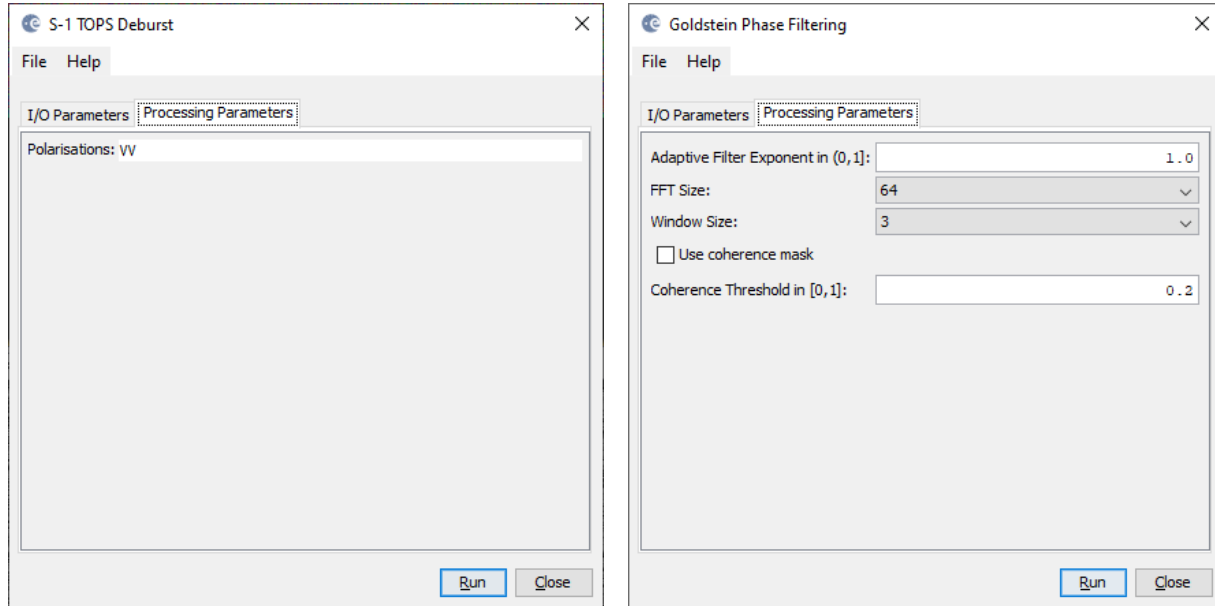 S-1 TOPS Deburst
File Help
I/O Parameters Processing Parameters
Polarisations: VV
Run Close
Goldstein Phase Filtering
File Help
I/O Parameters Processing Parameters
Adaptive Filter Exponent in (0,1]: 1.0
FFT Size: 64
Window Size: 3
Use coherence mask
Coherence Threshold in [0,1]: 0.2
Run Close